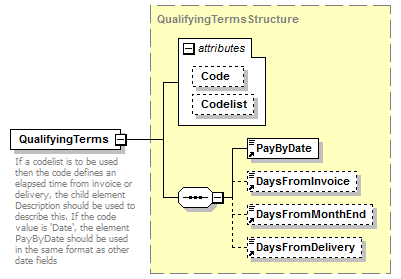 QualifyingTermsStructure
attributes
Code
Codelist
QualifyingTerms
If a codelist is to be used
then the code defines an
elapsed time from invoice or
delivery, the child element
Description should be used to
describe this. If the code
value is 'Date', the element
PayByDate should be used
in the same format as other
date fields
PayByDate
DaysFromInvoice
DaysFromMonthEnd
DaysFromDelivery